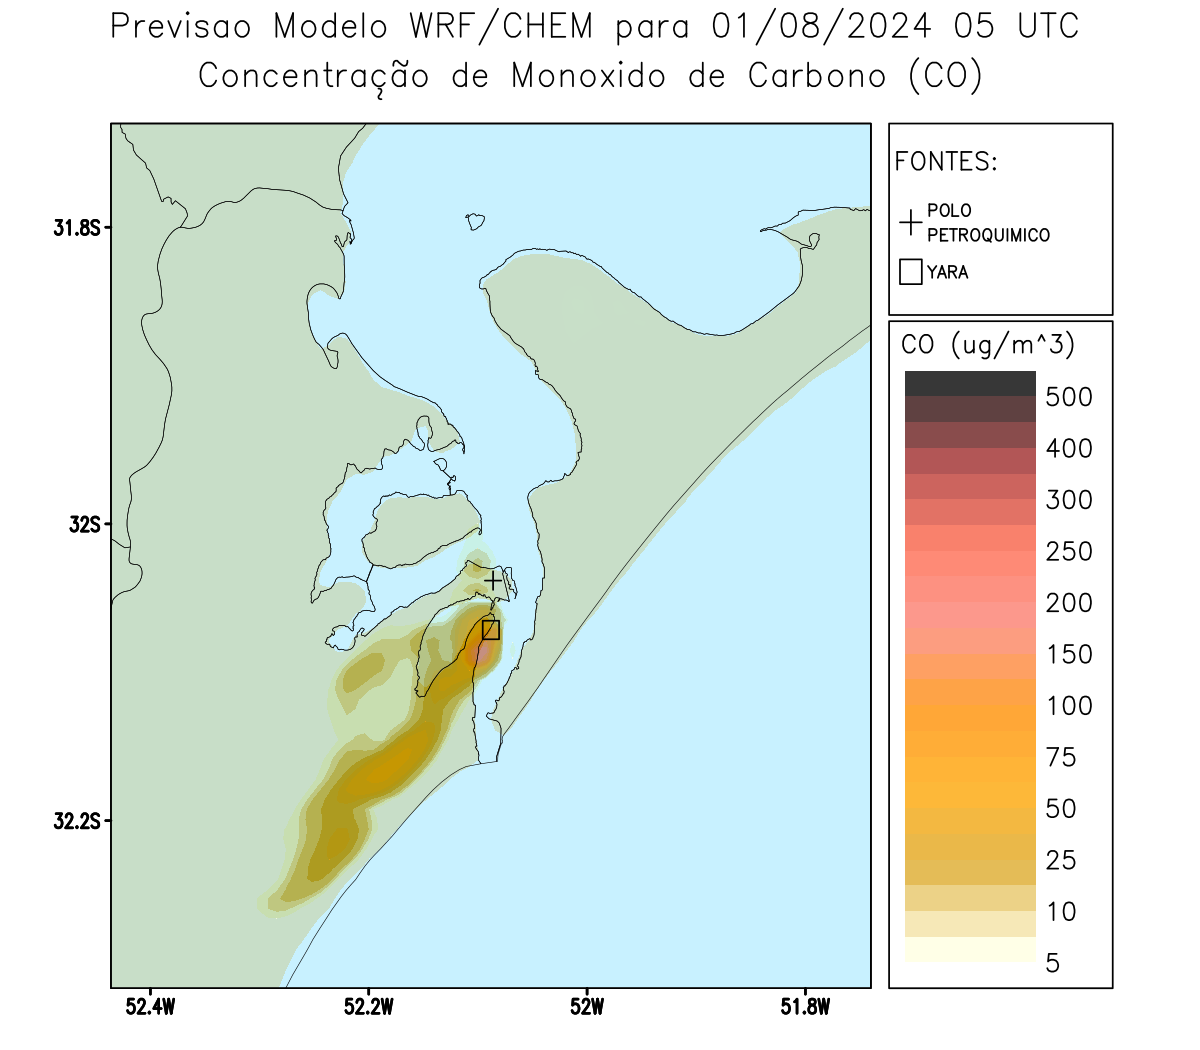 Previsao Modelo WRF/CHEM para 01/08/2024 05 UTC
Concentração de Monoxido de Carbono (CO)
FONTES:
POLO
PETROQUIMICO
YARA
31.8S
32S
32.2S
52.4W
52.2W
52W
51.8W
CO (ug/m^3)
500
400
300
250
200
150
100
75
50
25
10
5